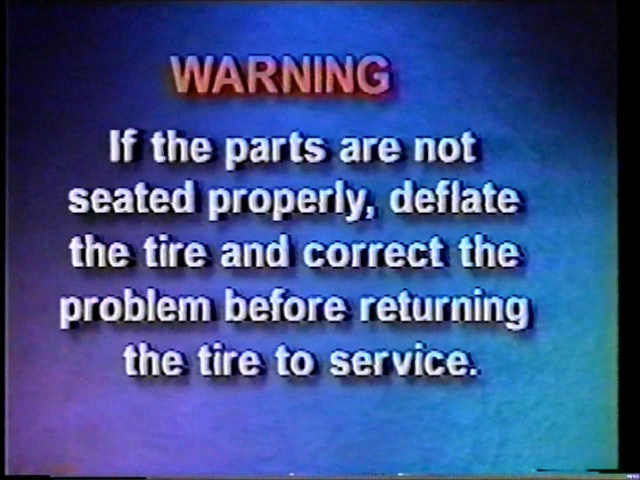 WARNING
If the parts are not
seated properly, deflate
the tire and correct the
problem before returning
the tire to service.